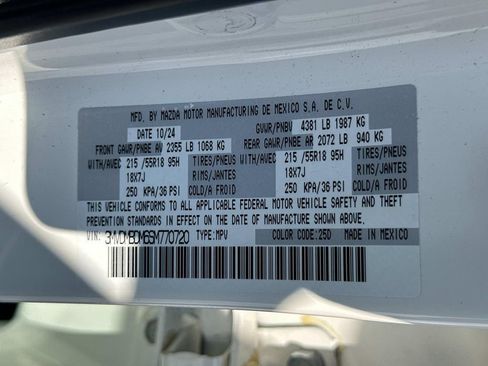 MFD. BY MAZDA MOTOR MANUFACTURING DE MEXICO S.A. DE C.V.
DATE 10/24 GVWR/PNBV 4381 LB 1987 KG
FRONT GAWR/PNBE AV 2355 LB 1068 KG REAR GAWR/PNBE AR 2072 LB 940 KG
WITH/AVEC 215 /55R18 95H TIRES/PNEUS WITH/AVEC 215 /55R18 95H TIRES/PNEUS
18X7J RIMS/JANTES 18X7J RIMS/JANTES
250 KPA/36 PSI COLD/A FROID 250 KPA/36 PSI COLD/A FROID
THIS VEHICLE CONFORMS TO ALL APPLICABLE FEDERAL MOTOR VEHICLE SAFETY AND THEFT
PREVENTION STANDARDS IN EFFECT ON THE DATE OF MANUFACTURE SHOWN ABOVE.
VIN: 3MVDMBDM6SM770720 TYPE: MPV COLOR CODE: 25D MADE IN MEXICO